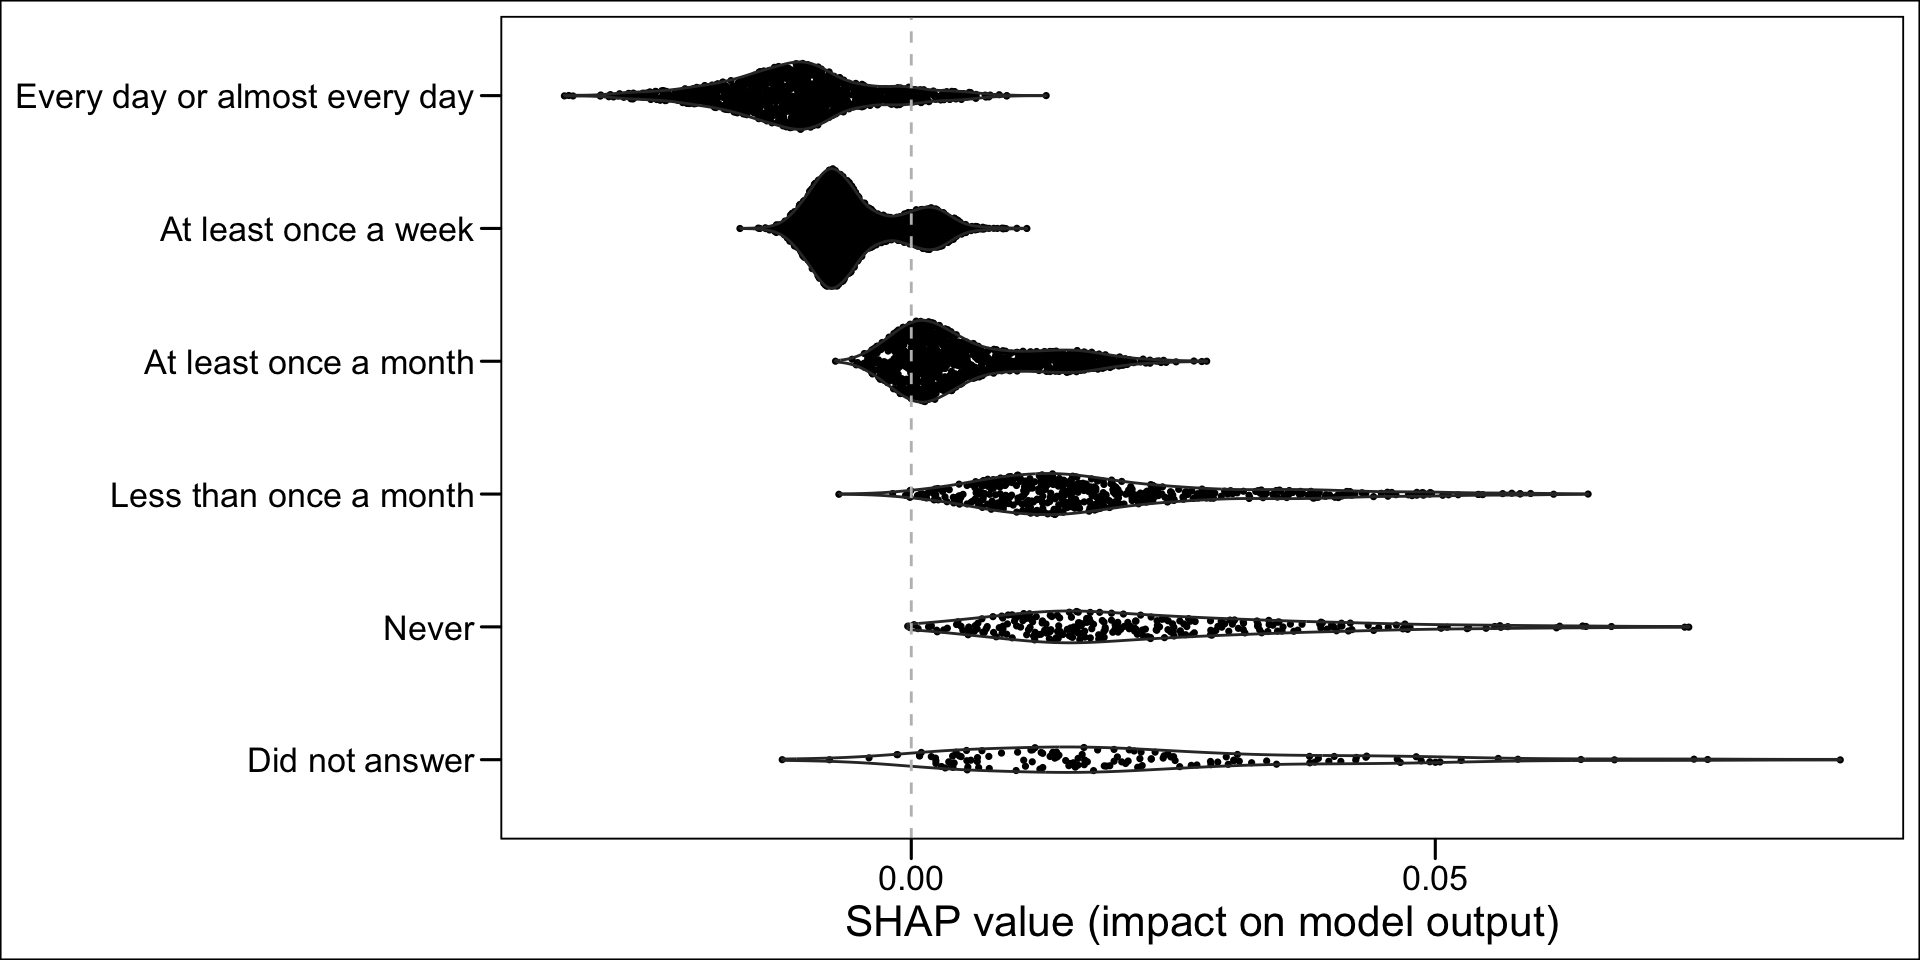 Every day or almost every day
At least once a week
At least once a month
Less than once a month
Never
Did not answer
0.00 0.05
SHAP value (impact on model output)